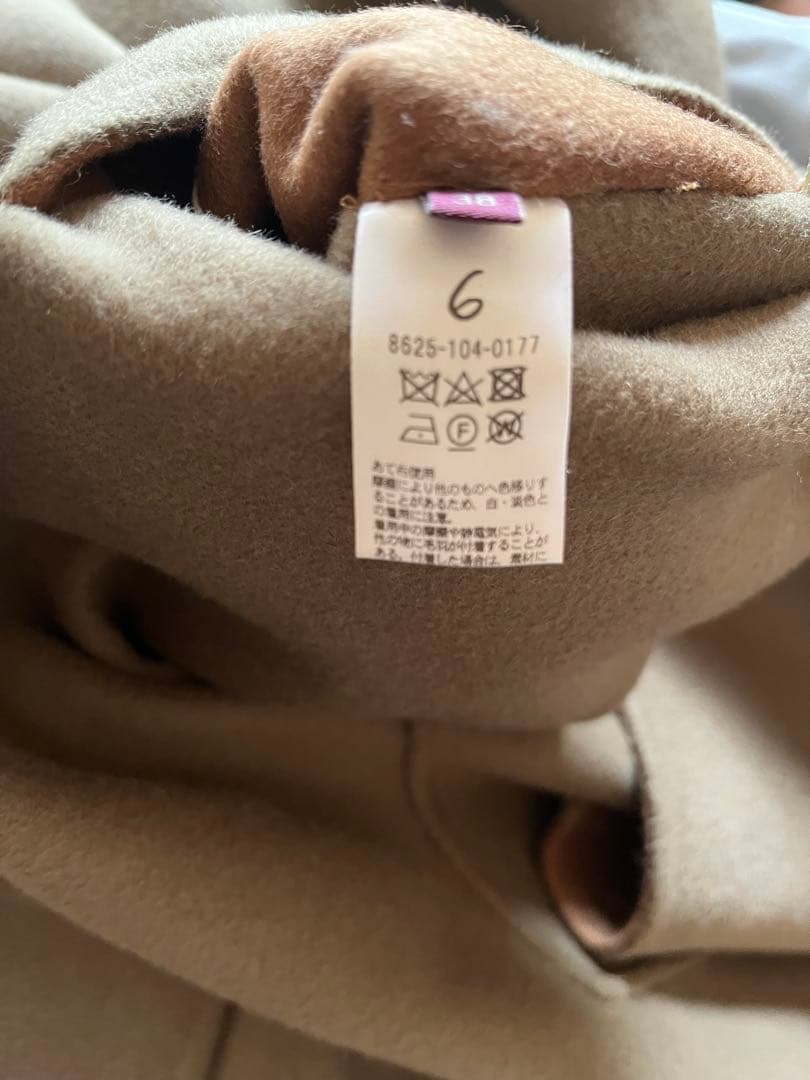 38
6
8625-104-0177
F
W
あて布使用
摩擦により他のものへ色移りす
ることがあるため、白・淡色と
の着用に注意。
着用中の摩擦や静電気により、
他の物に毛羽が付着することが
ある。付着した場合は、素材に